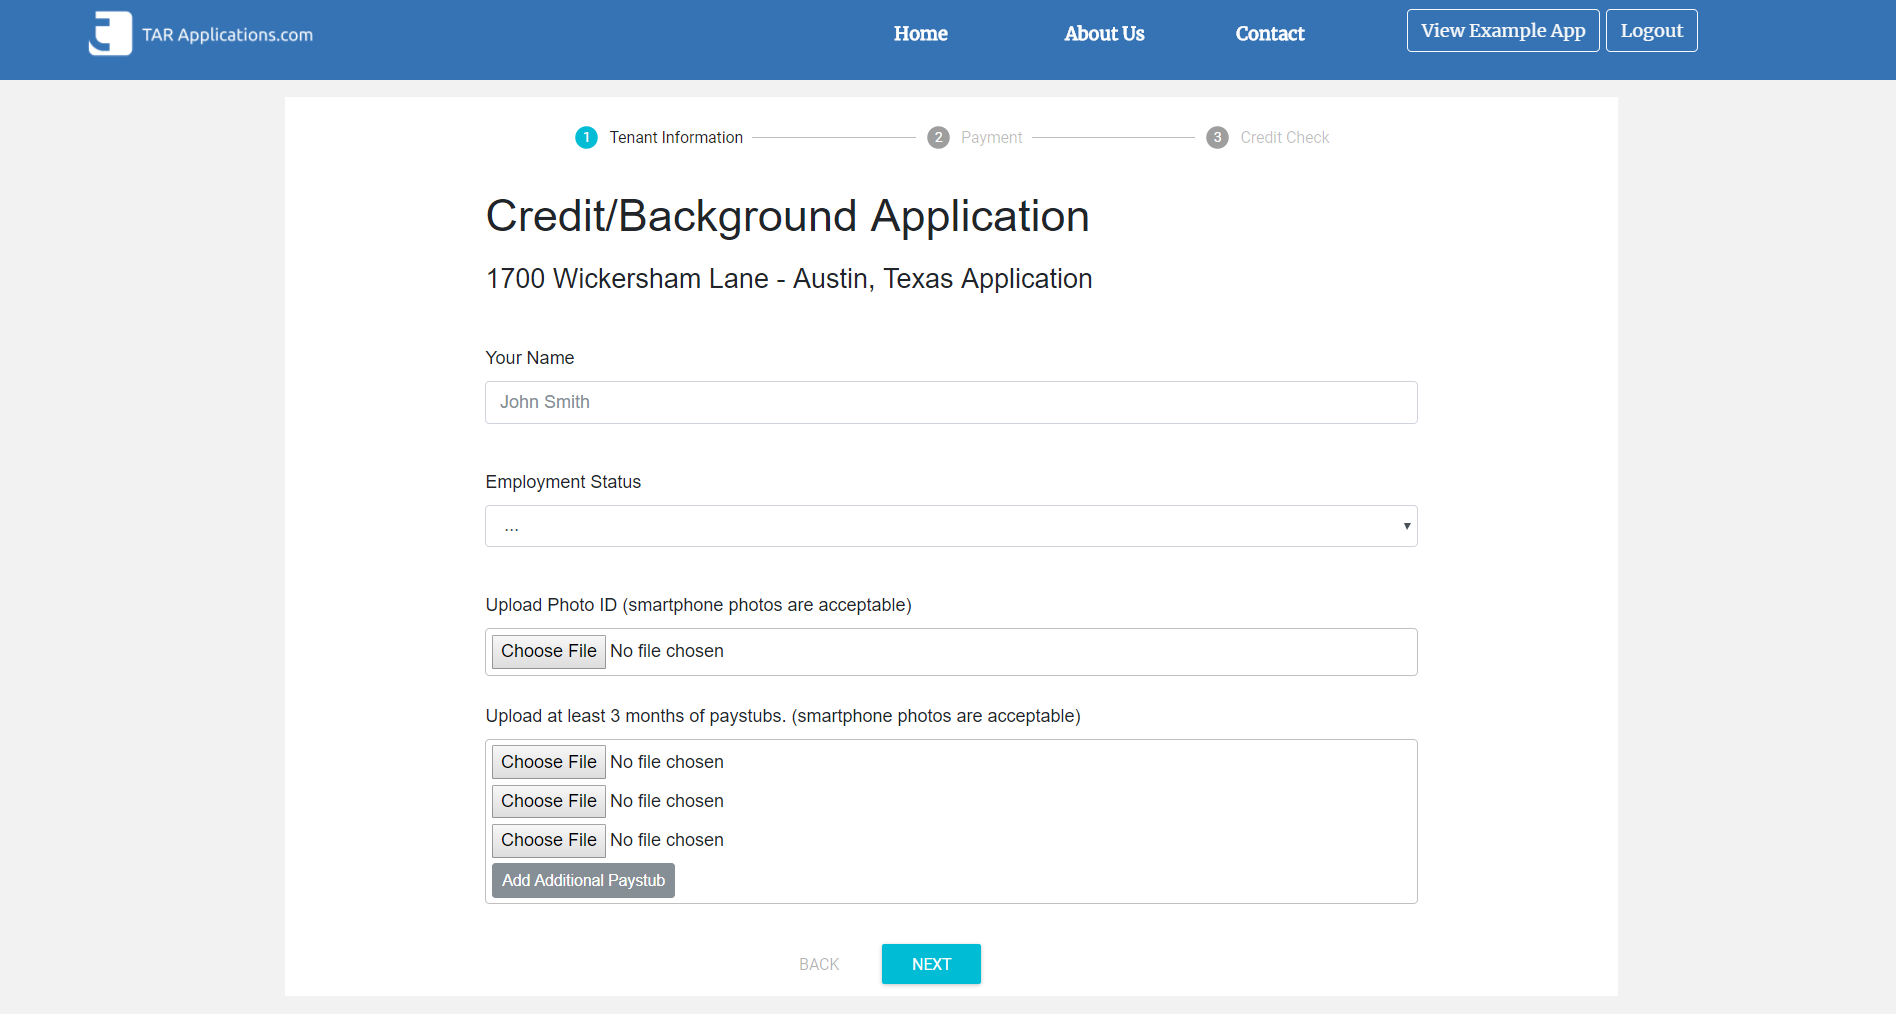 TAR Applications.com
Home
About Us
Contact
View Example App
Logout
1 Tenant Information
2 Payment
3 Credit Check
Credit/Background Application
1700 Wickersham Lane - Austin, Texas Application
Your Name
John Smith
Employment Status
...
Upload Photo ID (smartphone photos are acceptable)
Choose File No file chosen
Upload at least 3 months of paystubs. (smartphone photos are acceptable)
Choose File No file chosen
Choose File No file chosen
Choose File No file chosen
Add Additional Paystub
BACK
NEXT